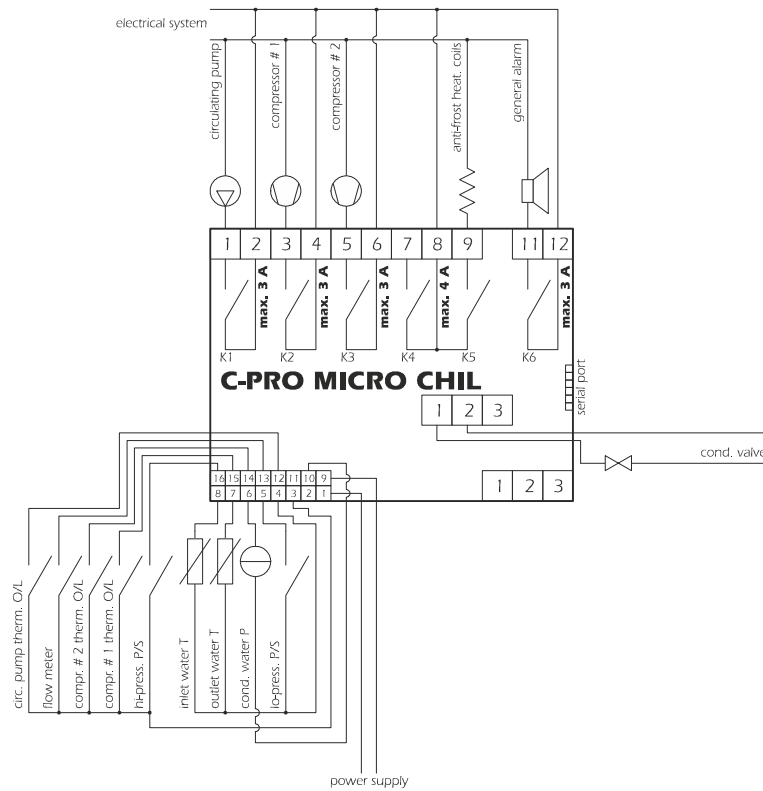 electrical system
circulating pump
compressor # 1
compressor # 2
anti-frost heat. coils
general alarm
1 2 3 4 5 6 7 8 9 11 12
max. 3 A
max. 3 A
max. 3 A
max. 4 A
max. 3 A
K1 K2 K3 K4 K5 K6
C-PRO MICRO CHIL
serial port
1 2 3
cond. valve
16 15 14 13 12 11 10 9
8 7 6 5 4 3 2 1
1 2 3
circ. pump therm. O/L
flow meter
compr. # 2 therm. O/L
compr. # 1 therm. O/L
hi-press. P/S
inlet water T
outlet water T
cond. water P
lo-press. P/S
power supply